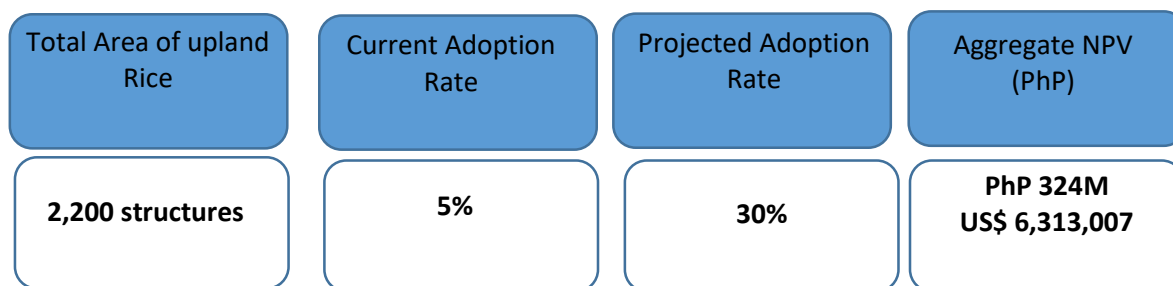 Total Area of upland
Rice
Current Adoption
Rate
Projected Adoption
Rate
Aggregate NPV
(PhP)
2,200 structures
5%
30%
PhP 324M
US$ 6,313,007